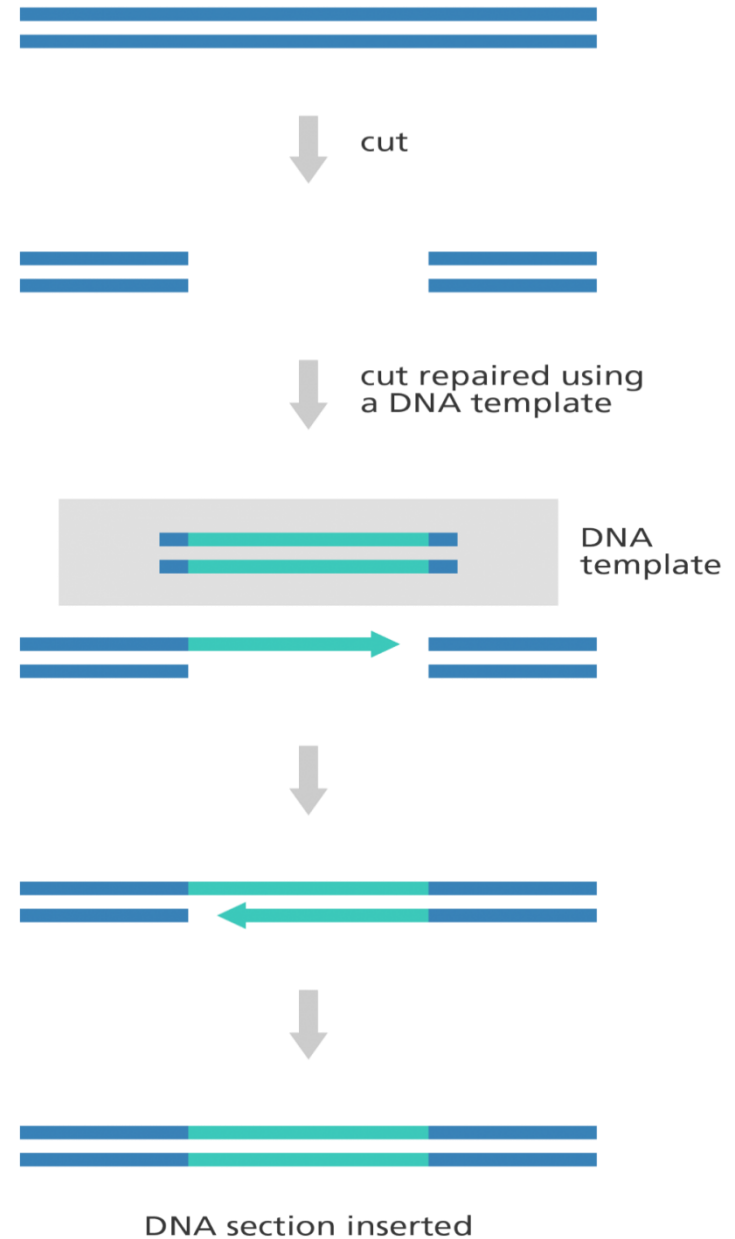 cut
cut repaired using
a DNA template
DNA
template
DNA section inserted